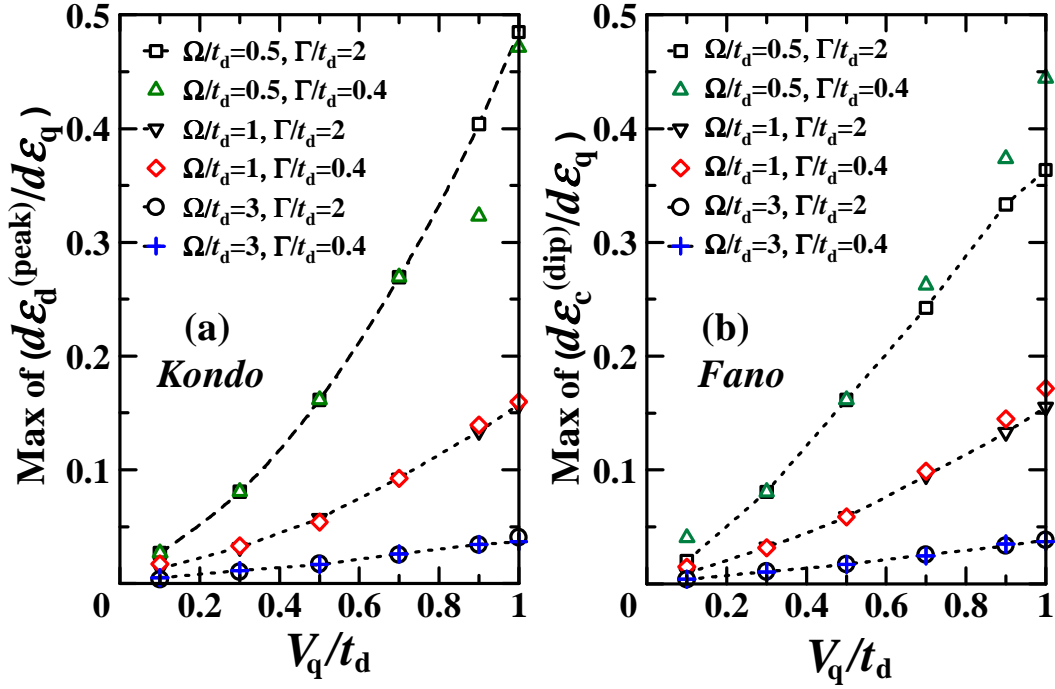 0.5
0.4
0.3
0.2
0.1
0
0.2
0.4
0.6
0.8
1
Max of (dε_d^(peak)/dε_q)
V_q/t_d
Ω/t_d=0.5, Γ/t_d=2
Ω/t_d=0.5, Γ/t_d=0.4
Ω/t_d=1, Γ/t_d=2
Ω/t_d=1, Γ/t_d=0.4
Ω/t_d=3, Γ/t_d=2
Ω/t_d=3, Γ/t_d=0.4
(a)
Kondo
0.5
0.4
0.3
0.2
0.1
0
0.2
0.4
0.6
0.8
1
Max of (dε_c^(dip)/dε_q)
V_q/t_d
Ω/t_d=0.5, Γ/t_d=2
Ω/t_d=0.5, Γ/t_d=0.4
Ω/t_d=1, Γ/t_d=2
Ω/t_d=1, Γ/t_d=0.4
Ω/t_d=3, Γ/t_d=2
Ω/t_d=3, Γ/t_d=0.4
(b)
Fano